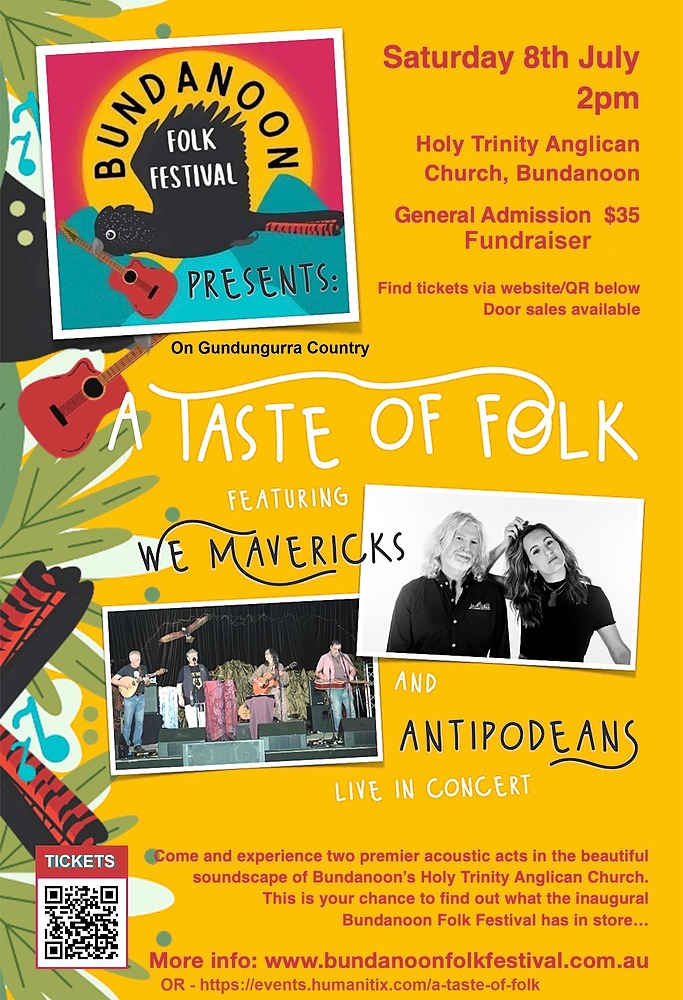 BUNDANOON
FOLK
FESTIVAL
PRESENTS:
Saturday 8th July
2pm
Holy Trinity Anglican
Church, Bundanoon
General Admission $35
Fundraiser
Find tickets via website/QR below
Door sales available
On Gundungurra Country
A TASTE OF FOLK
FEATURING
WE MAVERICKS
AND
ANTIPODEANS
LIVE IN CONCERT
TICKETS
Come and experience two premier acoustic acts in the beautiful
soundscape of Bundanoon's Holy Trinity Anglican Church.
This is your chance to find out what the inaugural
Bundanoon Folk Festival has in store...
More info: www.bundanoonfolkfestival.com.au
OR - https://events.humanitix.com/a-taste-of-folk